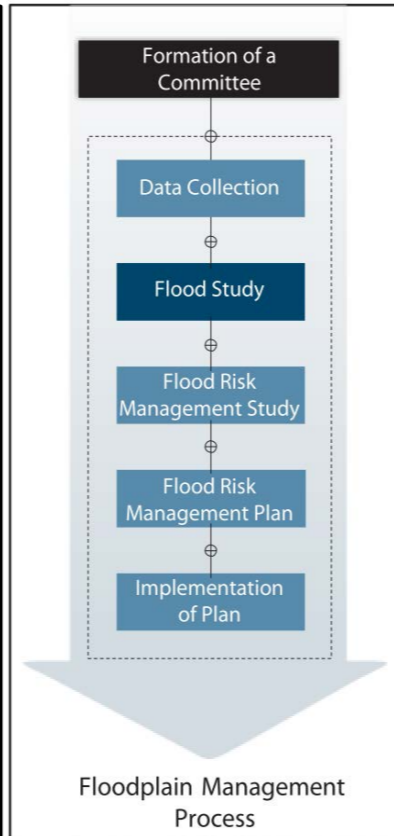 Formation of a
Committee
Data Collection
Flood Study
Flood Risk
Management Study
Flood Risk
Management Plan
Implementation
of Plan
Floodplain Management
Process